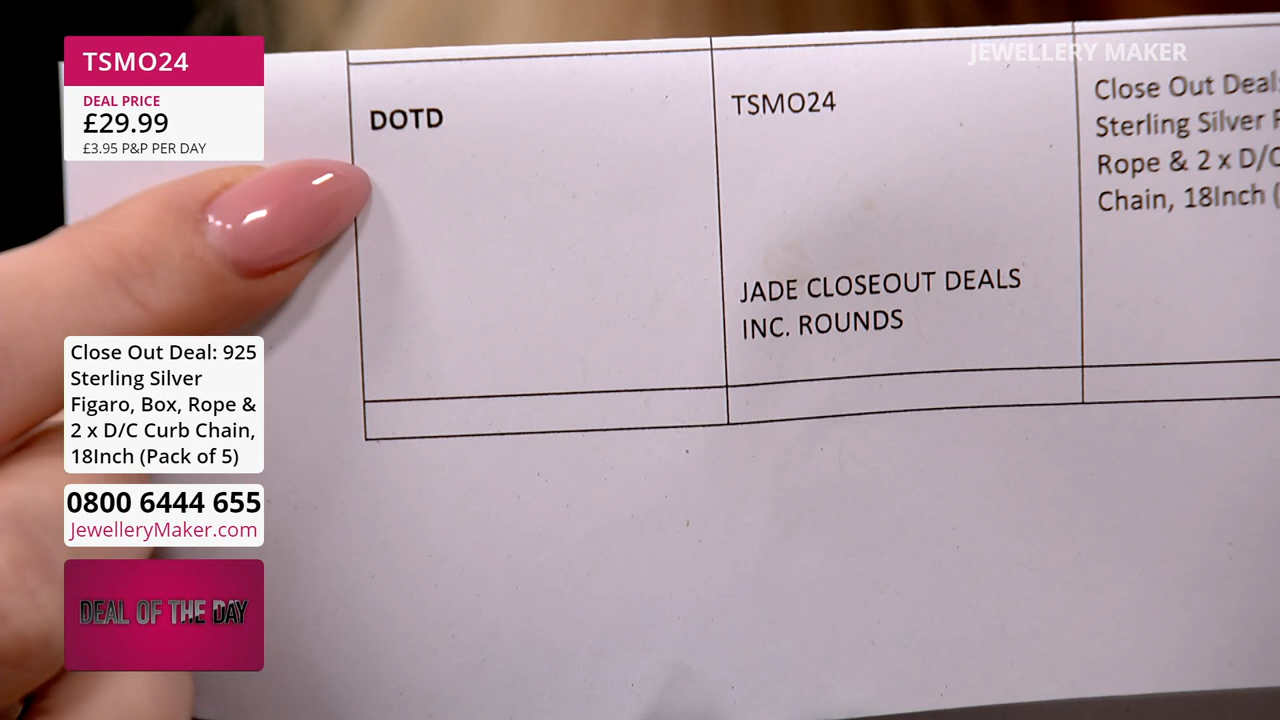 TSMO24
DEAL PRICE
£29.99
£3.95 P&P PER DAY
Close Out Deal: 925
Sterling Silver
Figaro, Box, Rope &
2 x D/C Curb Chain,
18Inch (Pack of 5)
0800 6444 655
JewelleryMaker.com
DEAL OF THE DAY
JEWELLERY MAKER
DOTD
TSMO24
JADE CLOSEOUT DEALS
INC. ROUNDS
Close Out Deal:
Sterling Silver
Rope & 2 x D/C
Chain, 18Inch (